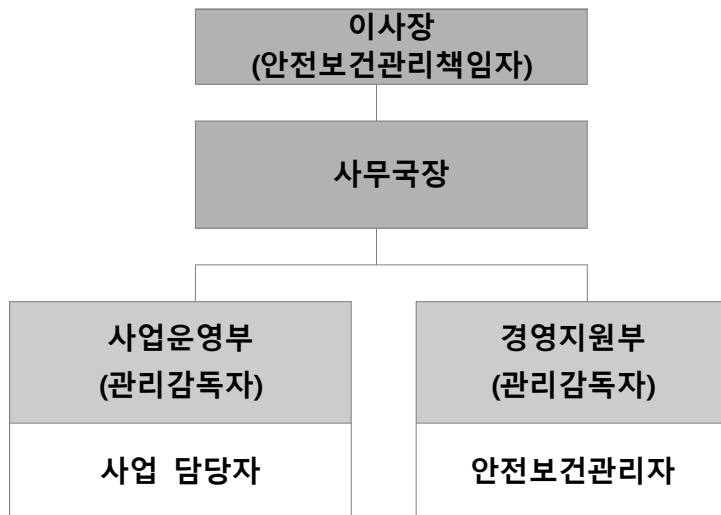 이사장
(안전보건관리책임자)
사무국장
사업운영부
(관리감독자)
사업 담당자
경영지원부
(관리감독자)
안전보건관리자